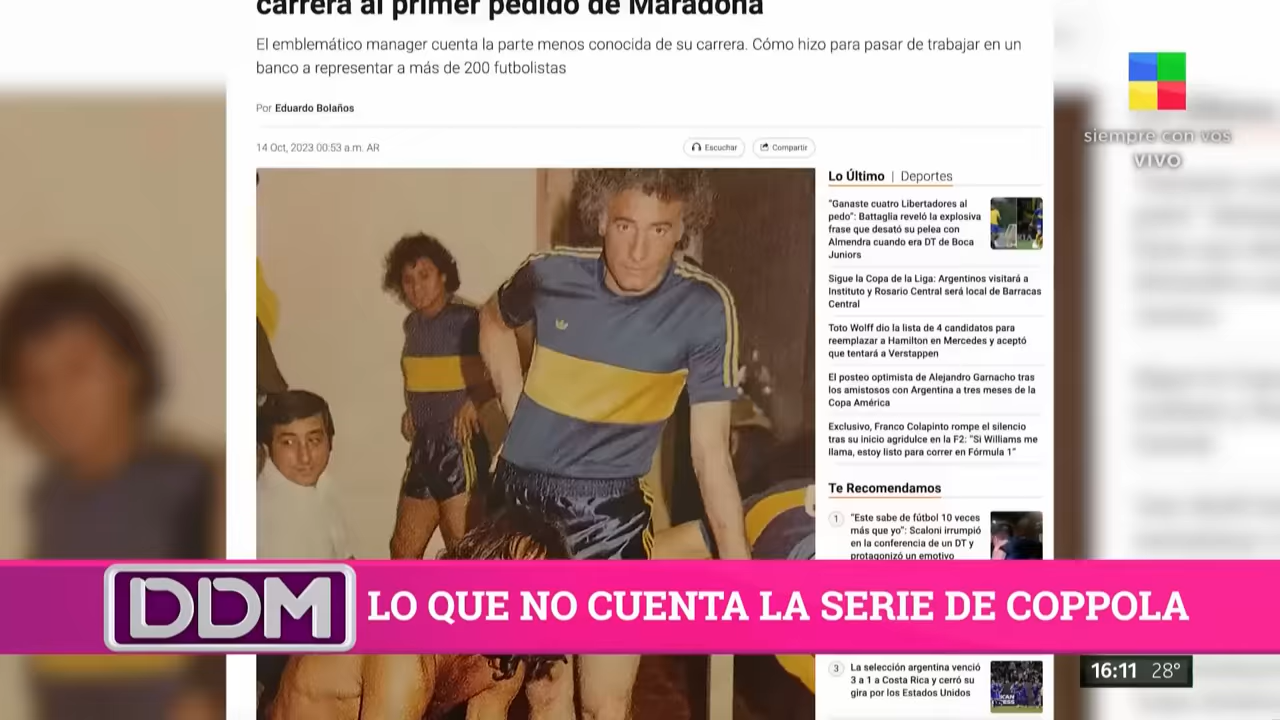 carrera al primer pedido de Maradona
El emblemático manager cuenta la parte menos conocida de su carrera. Cómo hizo para pasar de trabajar en un
banco a representar a más de 200 futbolistas
Por Eduardo Bolaños
14 Oct, 2023 00:53 a.m. AR
Escuchar
Compartir
siempre con vos
VIVO
Lo Último | Deportes
"Ganaste cuatro Libertadores al
pedo": Battaglia reveló la explosiva
frase que desató su pelea con
Almendra cuando era DT de Boca
Juniors
Sigue la Copa de la Liga: Argentinos visitará a
Instituto y Rosario Central será local de Barracas
Central
Toto Wolff dio la lista de 4 candidatos para
reemplazar a Hamilton en Mercedes y aceptó
que tentará a Verstappen
El posteo optimista de Alejandro Garnacho tras
los amistosos con Argentina a tres meses de la
Copa América
Exclusivo, Franco Colapinto rompe el silencio
tras su inicio agridulce en la F2: "Si Williams me
llama, estoy listo para correr en Fórmula 1"
Te Recomendamos
1 "Este sabe de fútbol 10 veces
más que yo": Scaloni irrumpió
en la conferencia de un DT y
protagonizó un emotivo
DDM LO QUE NO CUENTA LA SERIE DE COPPOLA
3 La selección argentina venció
3 a 1 a Costa Rica y cerró su
gira por los Estados Unidos
16:11 28°